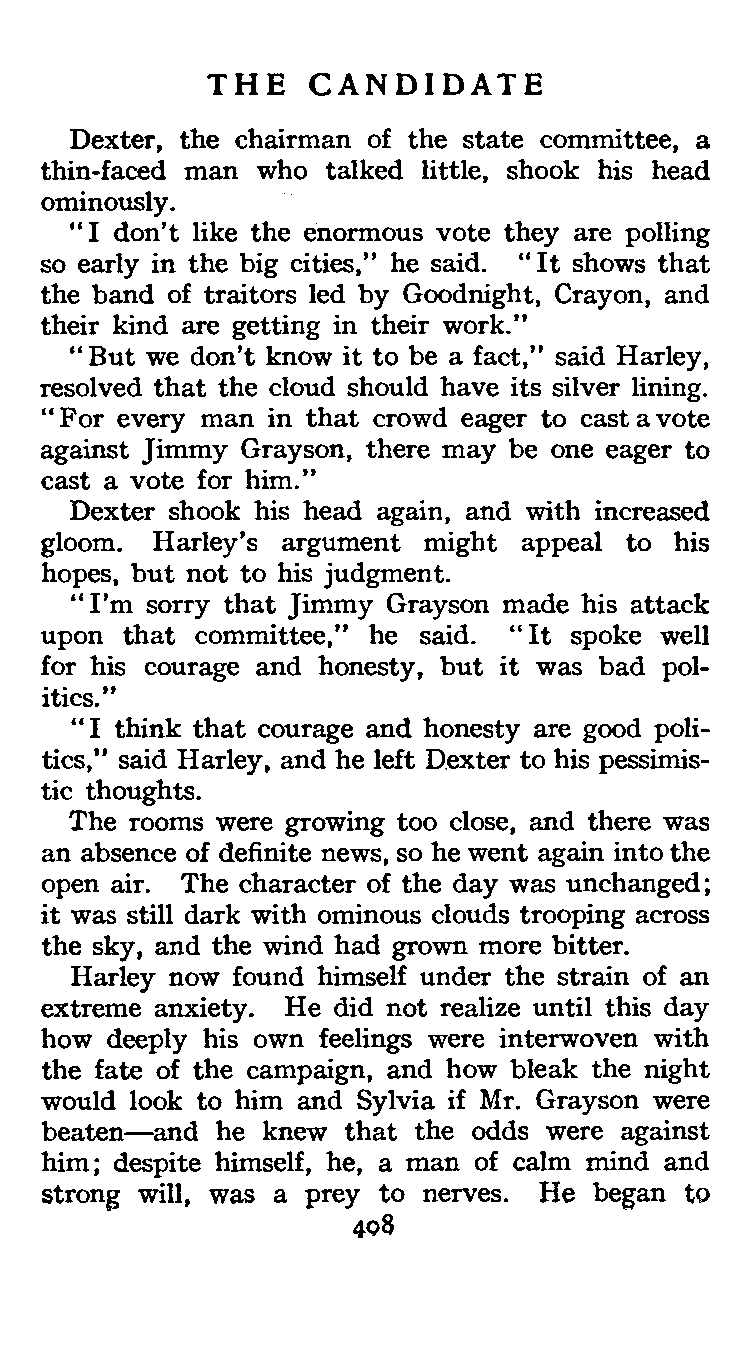 THE CANDIDATE
Dexter, the chairman of the state committee, a
thin-faced man who talked little, shook his head
ominously.
"I don't like the enormous vote they are polling
so early in the big cities," he said. "It shows that
the band of traitors led by Goodnight, Crayon, and
their kind are getting in their work."
"But we don't know it to be a fact," said Harley,
resolved that the cloud should have its silver lining.
"For every man in that crowd eager to cast a vote
against Jimmy Grayson, there may be one eager to
cast a vote for him."
Dexter shook his head again, and with increased
gloom. Harley's argument might appeal to his
hopes, but not to his judgment.
"I'm sorry that Jimmy Grayson made his attack
upon that committee," he said. "It spoke well
for his courage and honesty, but it was bad pol-
itics."
"I think that courage and honesty are good poli-
tics," said Harley, and he left Dexter to his pessimis-
tic thoughts.
The rooms were growing too close, and there was
an absence of definite news, so he went again into the
open air. The character of the day was unchanged;
it was still dark with ominous clouds trooping across
the sky, and the wind had grown more bitter.
Harley now found himself under the strain of an
extreme anxiety. He did not realize until this day
how deeply his own feelings were interwoven with
the fate of the campaign, and how bleak the night
would look to him and Sylvia if Mr. Grayson were
beaten—and he knew that the odds were against
him; despite himself, he, a man of calm mind and
strong will, was a prey to nerves. He began to
408